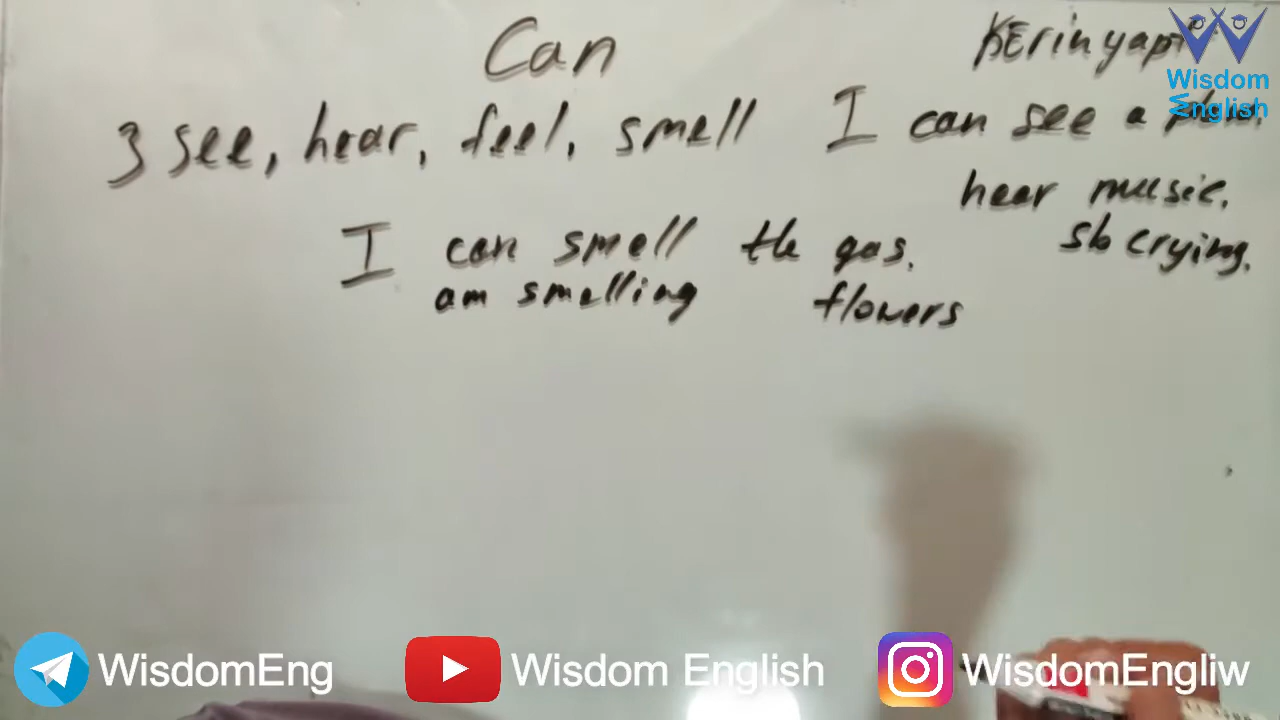 Can
Wisdom
English
3 see, hear, feel, smell
I can see a
hear music.
sb crying.
I can smell the gas.
am smelling flowers
WisdomEng
Wisdom English
WisdomEngliw